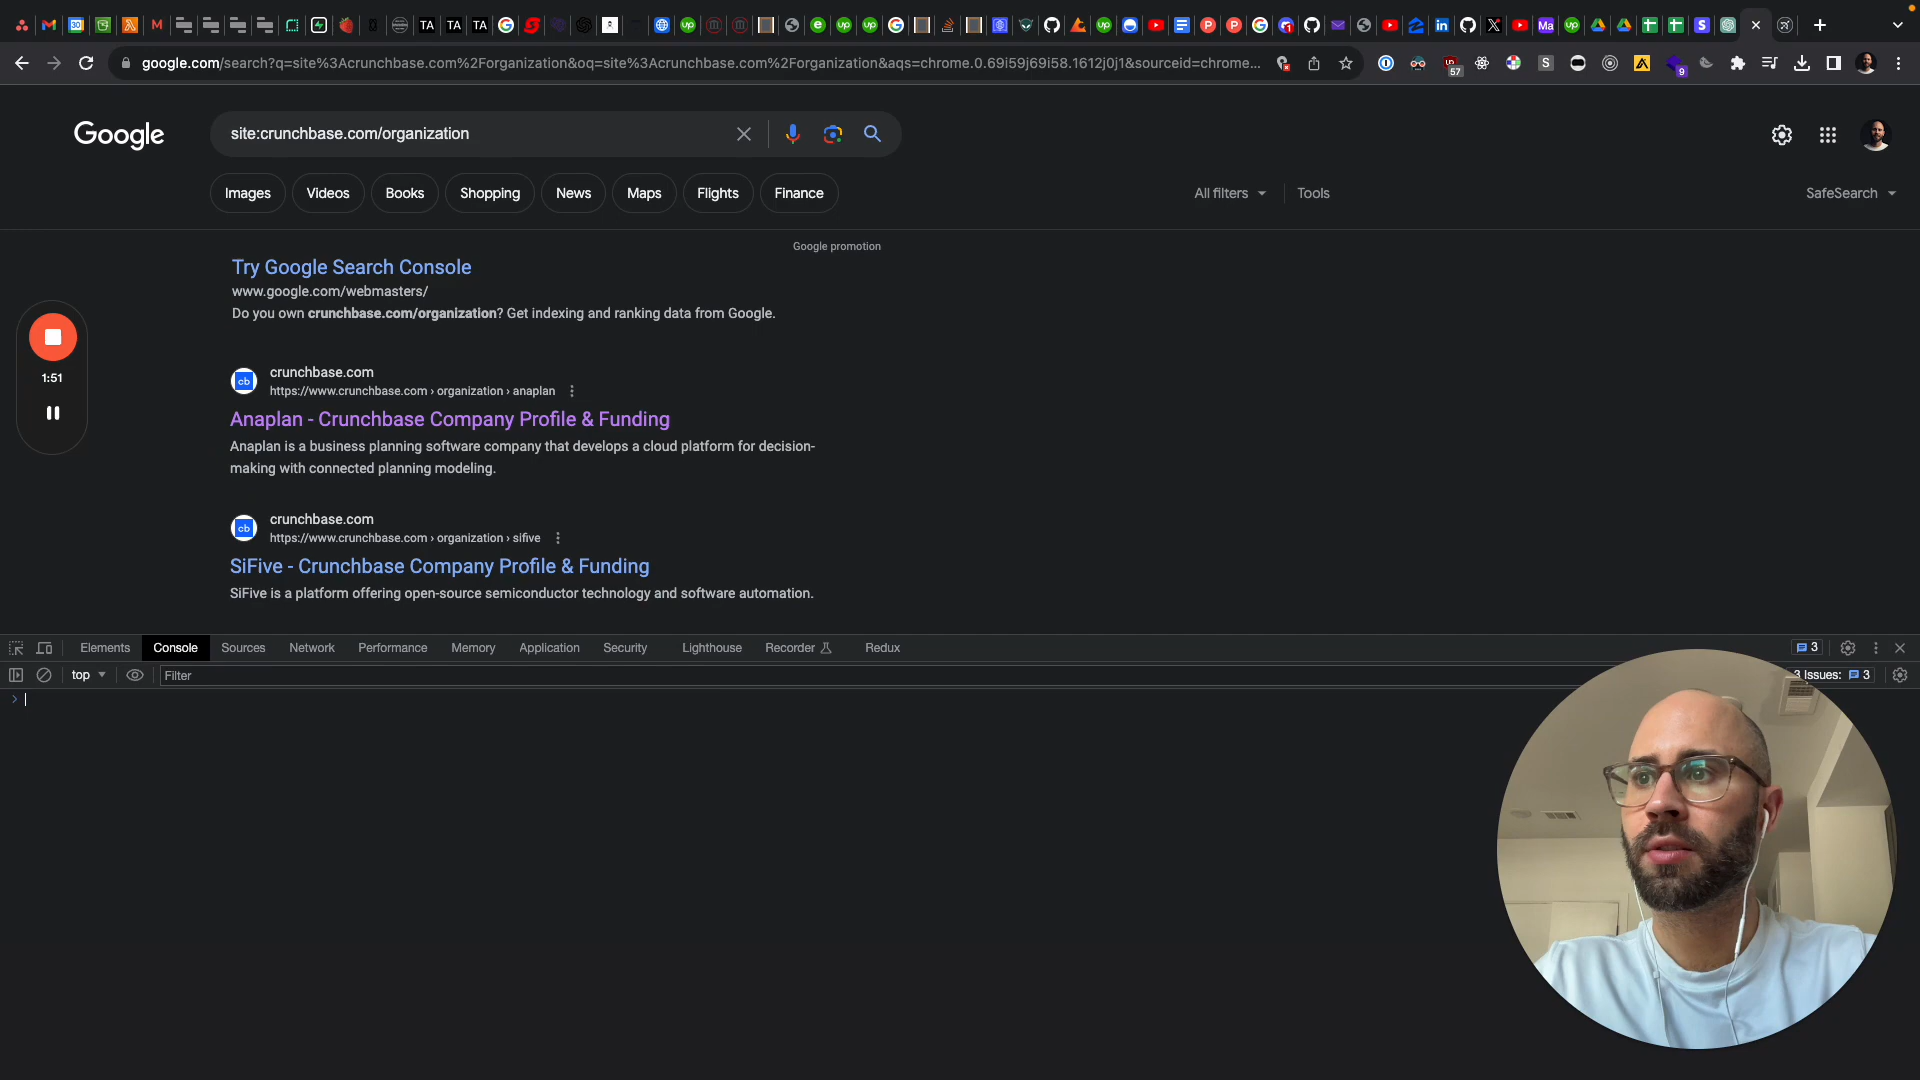 google.com/search?q=site%3Acrunchbase.com%2Forganization&oq=site%3Acrunchbase.com%2Forganization&aqs=chrome.0.69i59j69i58.1612j0j1&sourceid=chrome...
57
9
Google
site:crunchbase.com/organization
Images
Videos
Books
Shopping
News
Maps
Flights
Finance
All filters
Tools
SafeSearch
Google promotion
Try Google Search Console
www.google.com/webmasters/
Do you own crunchbase.com/organization? Get indexing and ranking data from Google.
1:51
cb
crunchbase.com
https://www.crunchbase.com › organization › anaplan
Anaplan - Crunchbase Company Profile & Funding
Anaplan is a business planning software company that develops a cloud platform for decision-
making with connected planning modeling.
cb
crunchbase.com
https://www.crunchbase.com › organization › sifive
SiFive - Crunchbase Company Profile & Funding
SiFive is a platform offering open-source semiconductor technology and software automation.
Elements
Console
Sources
Network
Performance
Memory
Application
Security
Lighthouse
Recorder
Redux
3
top
Filter
3 Issues:
3